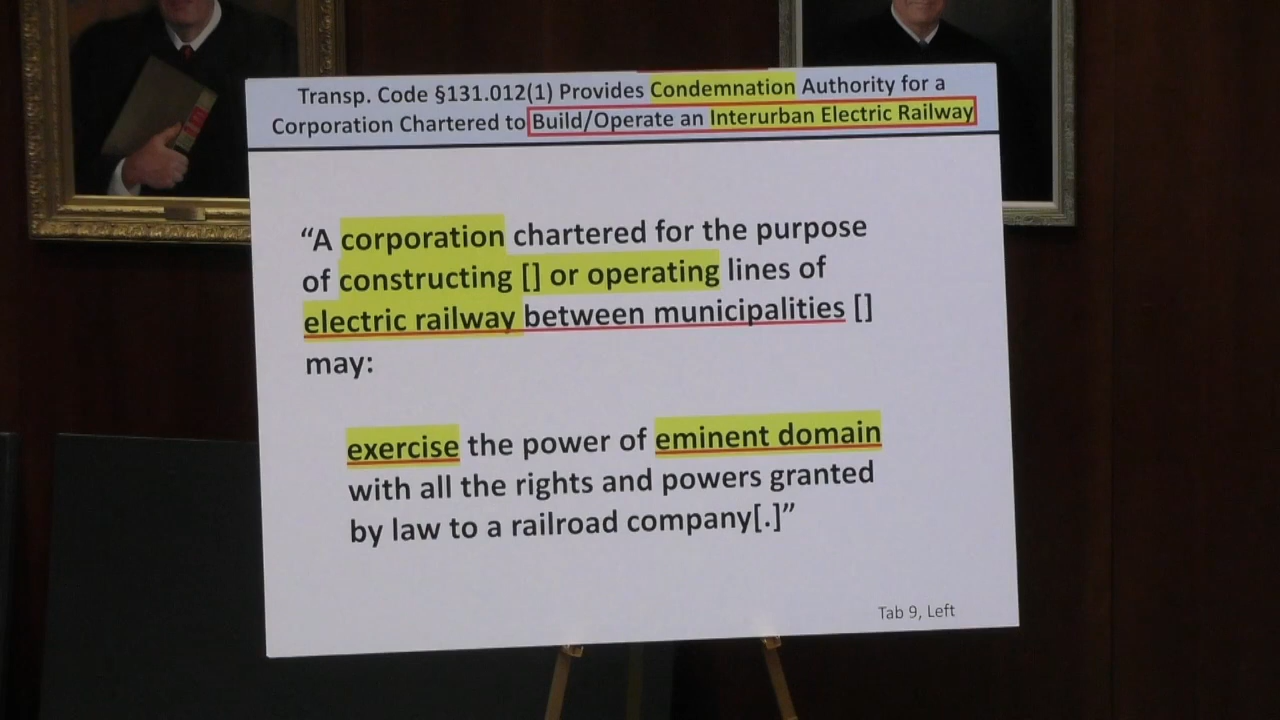 Transp. Code §131.012(1) Provides Condemnation Authority for a
Corporation Chartered to Build/Operate an Interurban Electric Railway
“A corporation chartered for the purpose
of constructing [] or operating lines of
electric railway between municipalities []
may:
exercise the power of eminent domain
with all the rights and powers granted
by law to a railroad company[.]”
Tab 9, Left